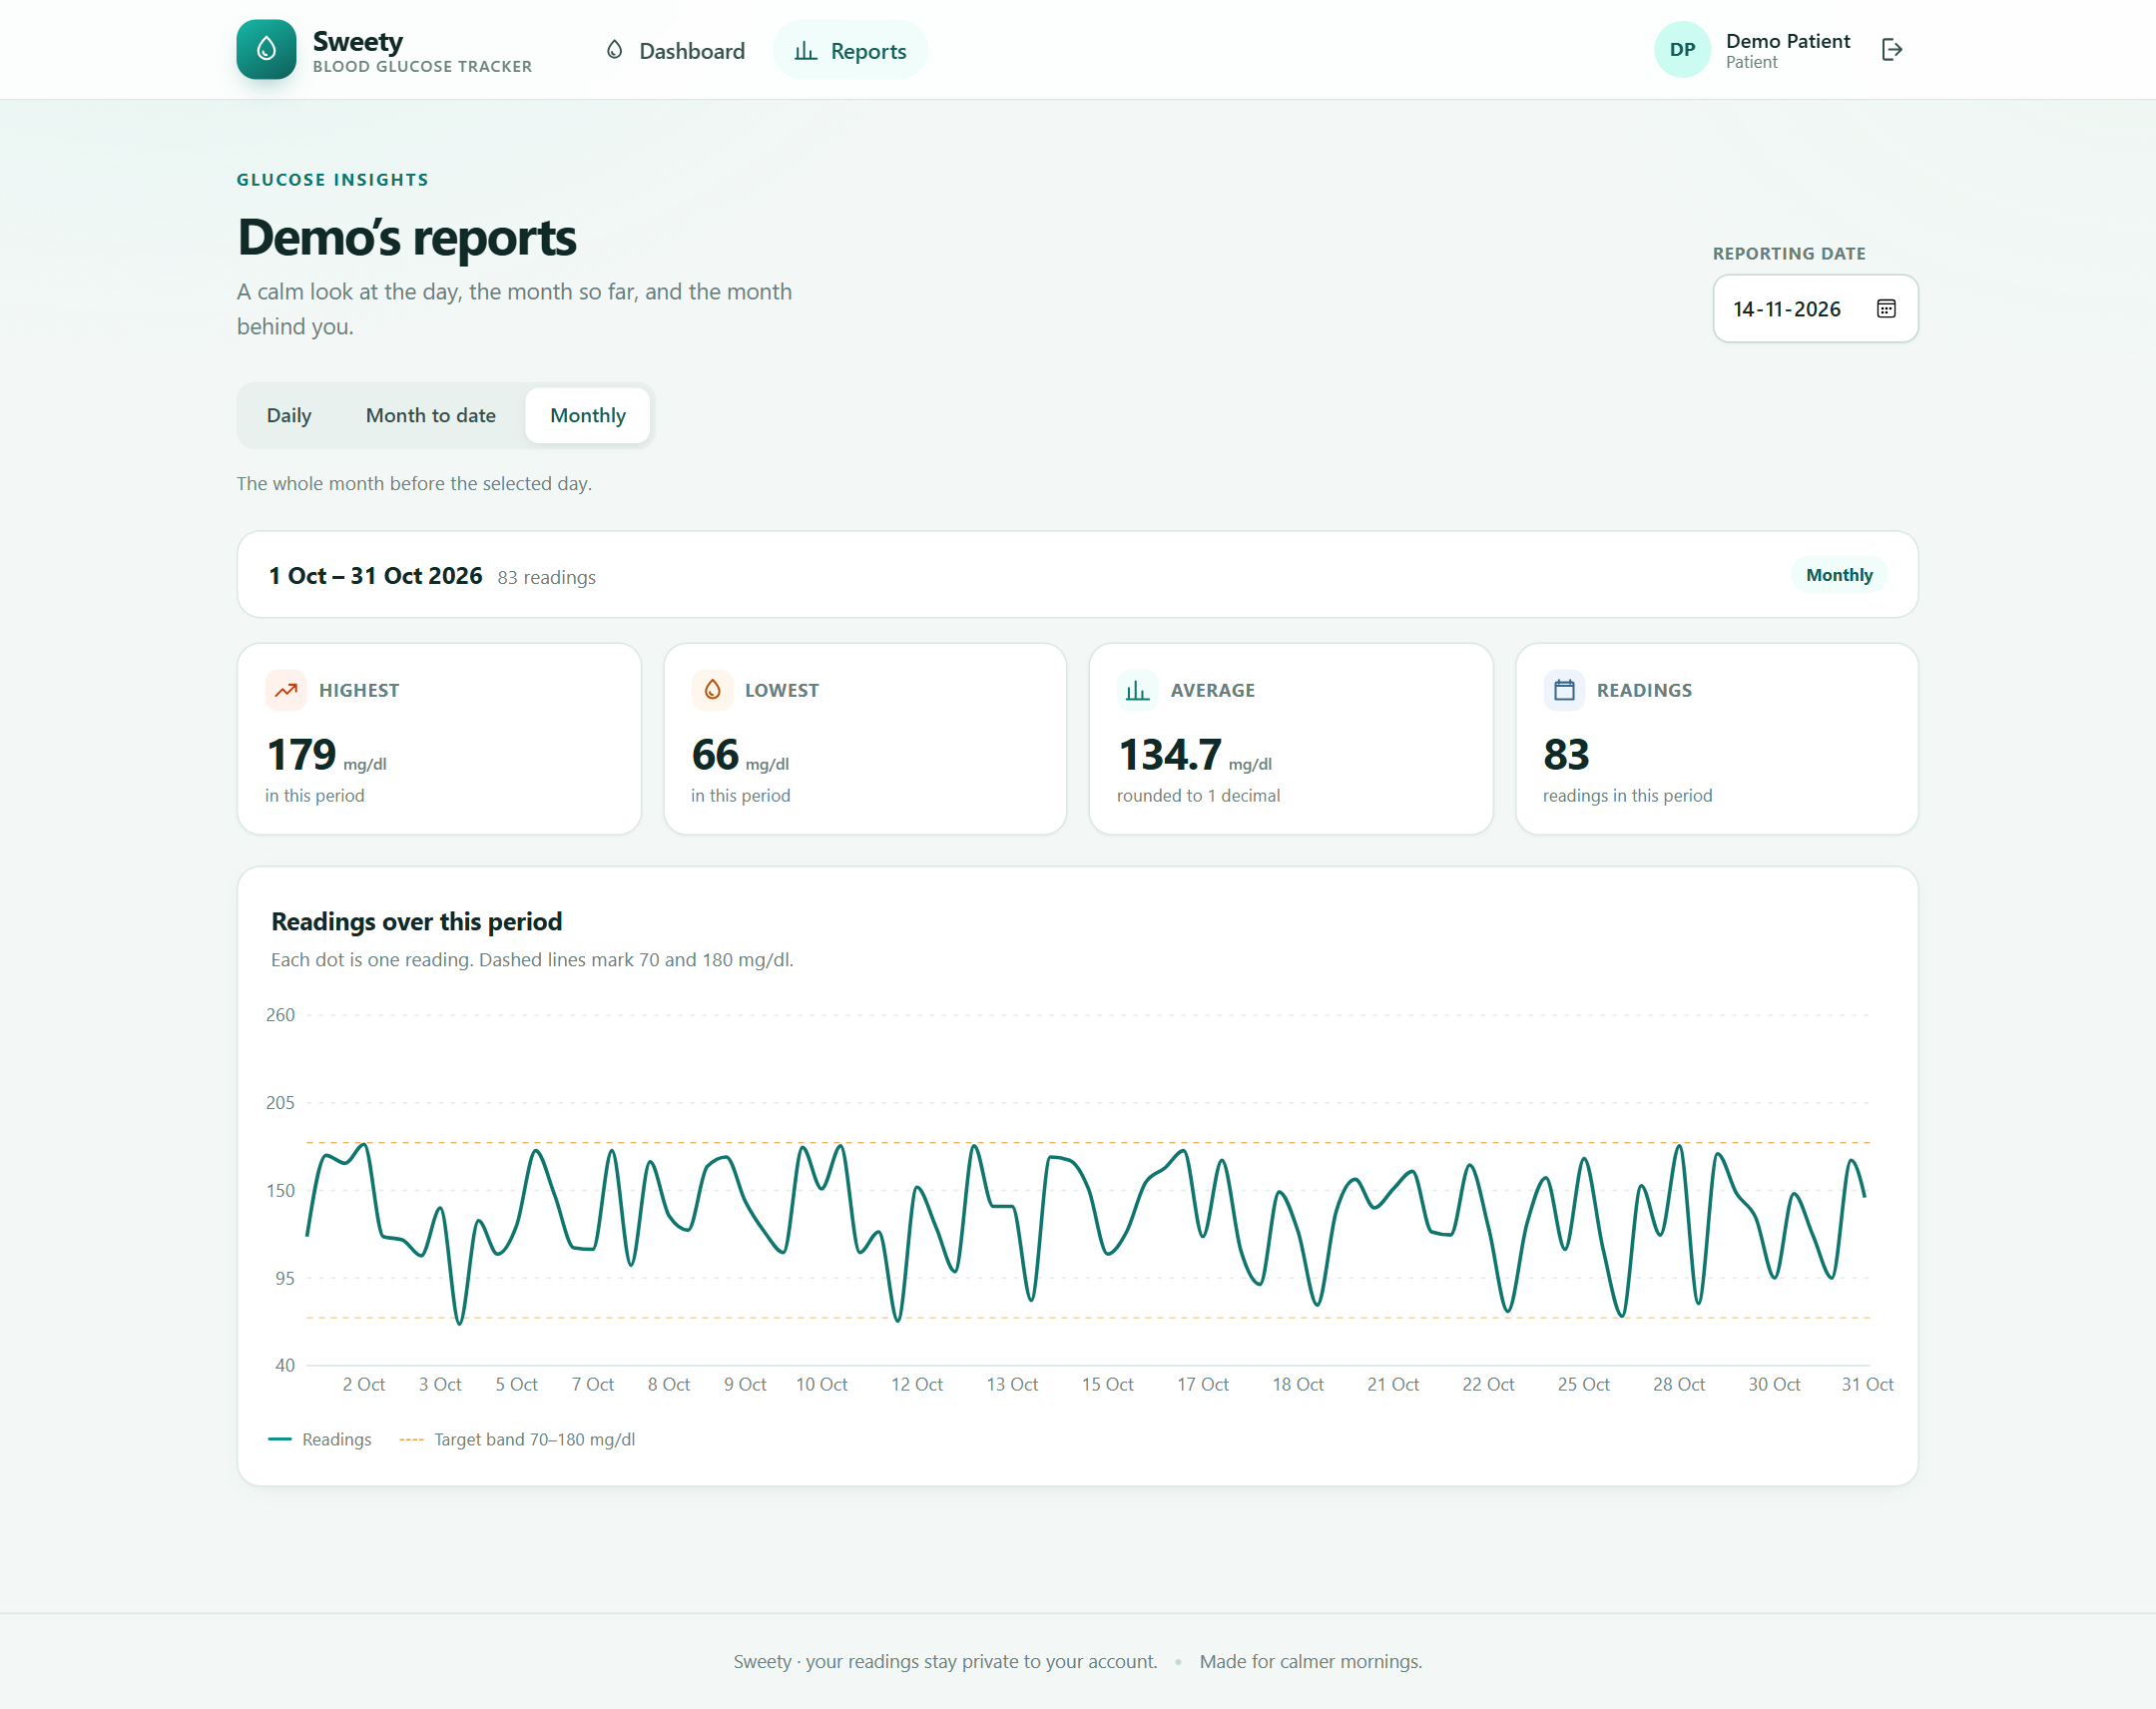 Sweety
BLOOD GLUCOSE TRACKER
Dashboard
Reports
DP
Demo Patient
Patient
GLUCOSE INSIGHTS
Demo’s reports
A calm look at the day, the month so far, and the month
behind you.
REPORTING DATE
14-11-2026
Daily
Month to date
Monthly
The whole month before the selected day.
1 Oct – 31 Oct 2026 83 readings
Monthly
HIGHEST
179 mg/dl
in this period
LOWEST
66 mg/dl
in this period
AVERAGE
134.7 mg/dl
rounded to 1 decimal
READINGS
83
readings in this period
Readings over this period
Each dot is one reading. Dashed lines mark 70 and 180 mg/dl.
260
205
150
95
40
2 Oct 3 Oct 5 Oct 7 Oct 8 Oct 9 Oct 10 Oct 12 Oct 13 Oct 15 Oct 17 Oct 18 Oct 21 Oct 22 Oct 25 Oct 28 Oct 30 Oct 31 Oct
Readings
Target band 70–180 mg/dl
Sweety · your readings stay private to your account. • Made for calmer mornings.